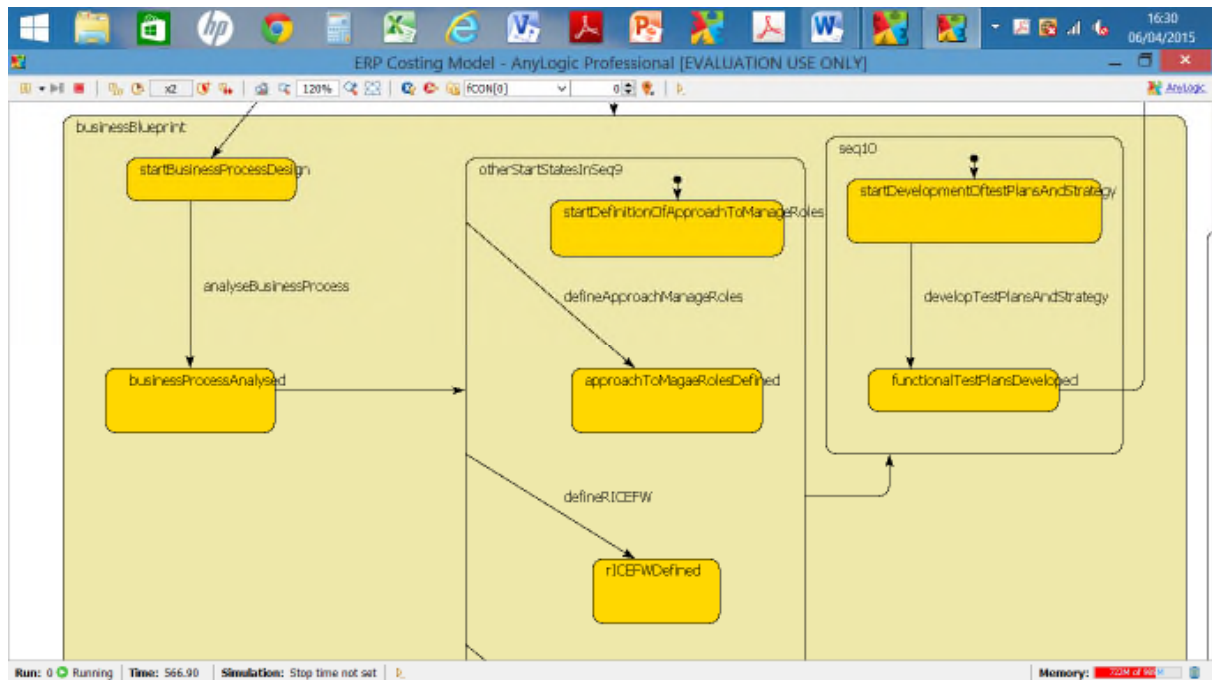 16:30
06/04/2015
ERP Costing Model - AnyLogic Professional [EVALUATION USE ONLY]
x2 120% fCON[0] 0 AnyLogic
businessBlueprint
startBusinessProcessDesign
analyseBusinessProcess
businessProcessAnalysed
otherStartStatesInSeq9
startDefinitionOfApproachToManageRoles
defineApproachManageRoles
approachToMagaeRolesDefined
defineRICEFW
rICEFWDefined
seq10
startDevelopmentOftestPlansAndStrategy
developTestPlansAndStrategy
functionalTestPlansDeveloped
Run: 0 Running Time: 566.90 Simulation: Stop time not set Memory: